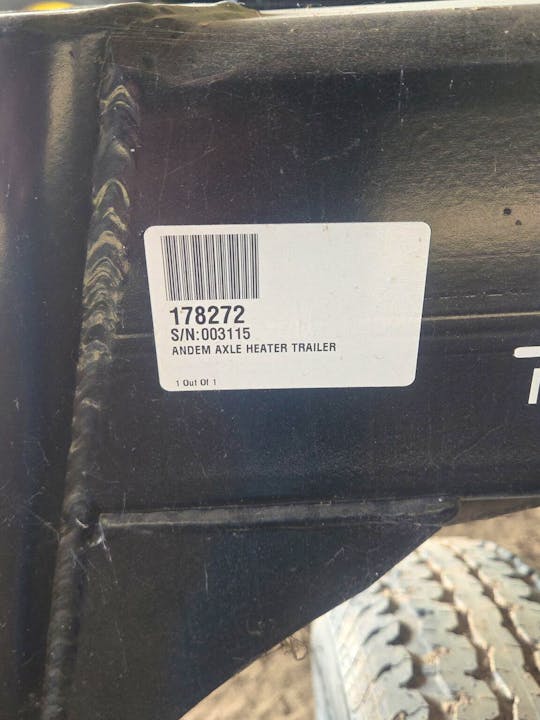 178272
S/N:003115
ANDEM AXLE HEATER TRAILER
1 Out Of 1